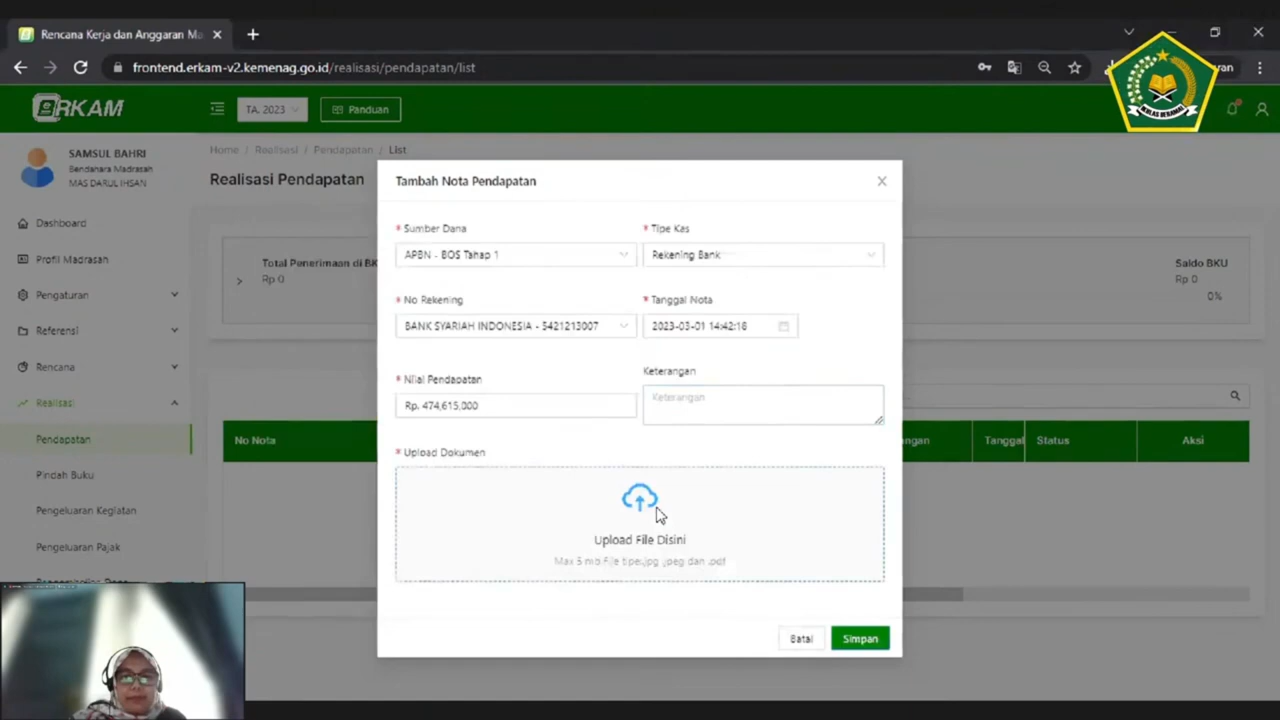 Rencana Kerja dan Anggaran Ma
frontend.erkam-v2.kemenag.go.id/realisasi/pendapatan/list
eRKAM
TA. 2023
Panduan
IKHLAS BERAMAL
SAMSUL BAHRI
Bendahara Madrasah
MAS DARUL IHSAN
Dashboard
Profil Madrasah
Pengaturan
Referensi
Rencana
Realisasi
Pendapatan
Pindah Buku
Pengeluaran Kegiatan
Pengeluaran Pajak
Home / Realisasi / Pendapatan / List
Realisasi Pendapatan
Total Penerimaan di BK
Rp 0
Saldo BKU
Rp 0
0%
No Nota
Tanggal
Status
Aksi
Tambah Nota Pendapatan
* Sumber Dana
APBN - BOS Tahap 1
* Tipe Kas
Rekening Bank
* No Rekening
BANK SYARIAH INDONESIA - 5421213007
* Tanggal Nota
2023-03-01 14:42:18
* Nilai Pendapatan
Rp. 474,615,000
Keterangan
Keterangan
* Upload Dokumen
Upload File Disini
Max 5 mb File tipe .jpg .jpeg dan .pdf
Batal
Simpan